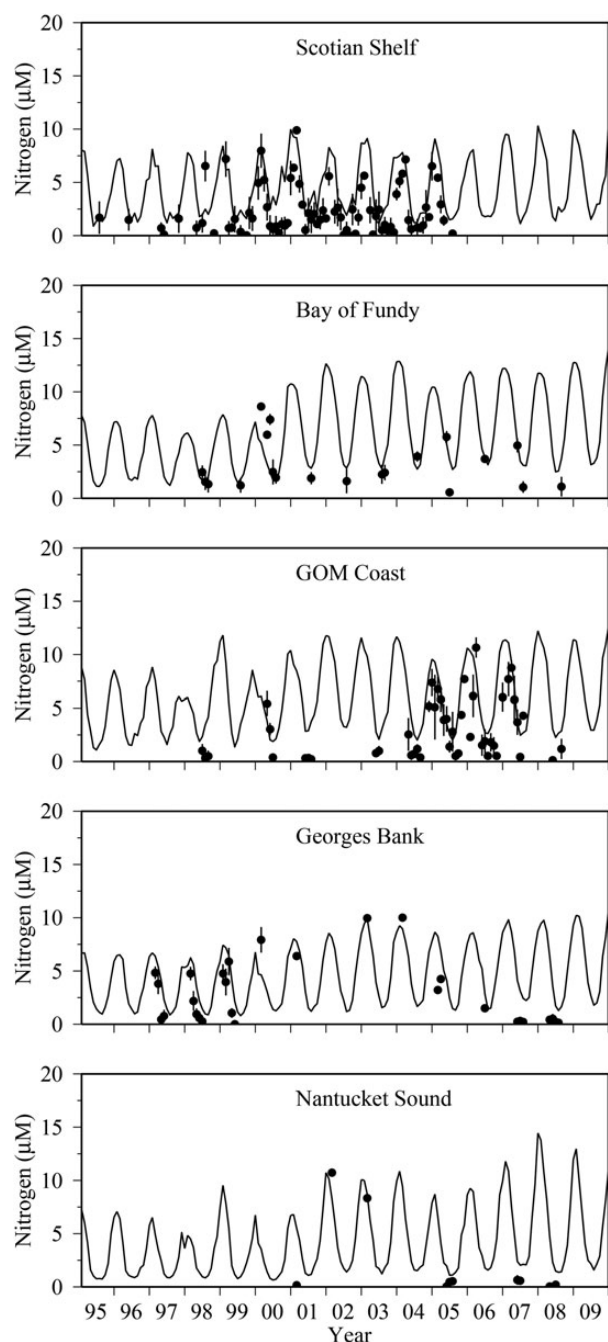 20
Scotian Shelf
15
Nitrogen (µM)
10
5
0
20
Bay of Fundy
15
Nitrogen (µM)
10
5
0
20
GOM Coast
15
Nitrogen (µM)
10
5
0
20
Georges Bank
15
Nitrogen (µM)
10
5
0
20
Nantucket Sound
15
Nitrogen (µM)
10
5
0
95 96 97 98 99 00 01 02 03 04 05 06 07 08 09
Year